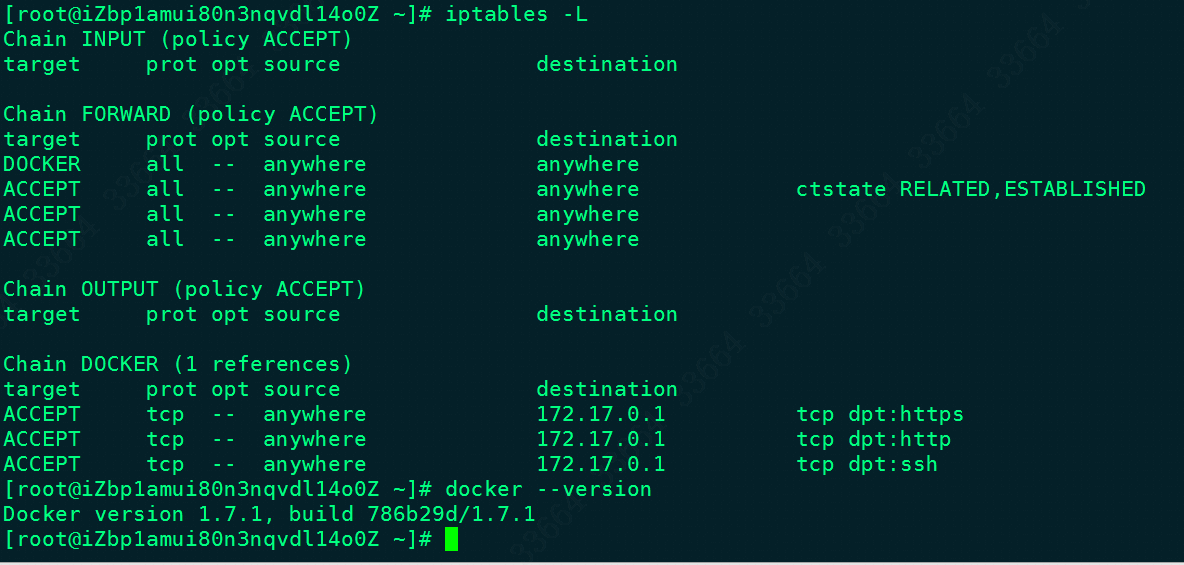 [root@iZbp1amui80n3nqvdl14o0Z ~]# iptables -L
Chain INPUT (policy ACCEPT)
target     prot opt source               destination

Chain FORWARD (policy ACCEPT)
target     prot opt source               destination
DOCKER     all  --  anywhere             anywhere
ACCEPT     all  --  anywhere             anywhere            ctstate RELATED,ESTABLISHED
ACCEPT     all  --  anywhere             anywhere
ACCEPT     all  --  anywhere             anywhere

Chain OUTPUT (policy ACCEPT)
target     prot opt source               destination

Chain DOCKER (1 references)
target     prot opt source               destination
ACCEPT     tcp  --  anywhere             172.17.0.1          tcp dpt:https
ACCEPT     tcp  --  anywhere             172.17.0.1          tcp dpt:http
ACCEPT     tcp  --  anywhere             172.17.0.1          tcp dpt:ssh
[root@iZbp1amui80n3nqvdl14o0Z ~]# docker --version
Docker version 1.7.1, build 786b29d/1.7.1
[root@iZbp1amui80n3nqvdl14o0Z ~]#
33664 33664 33664 33664 33664